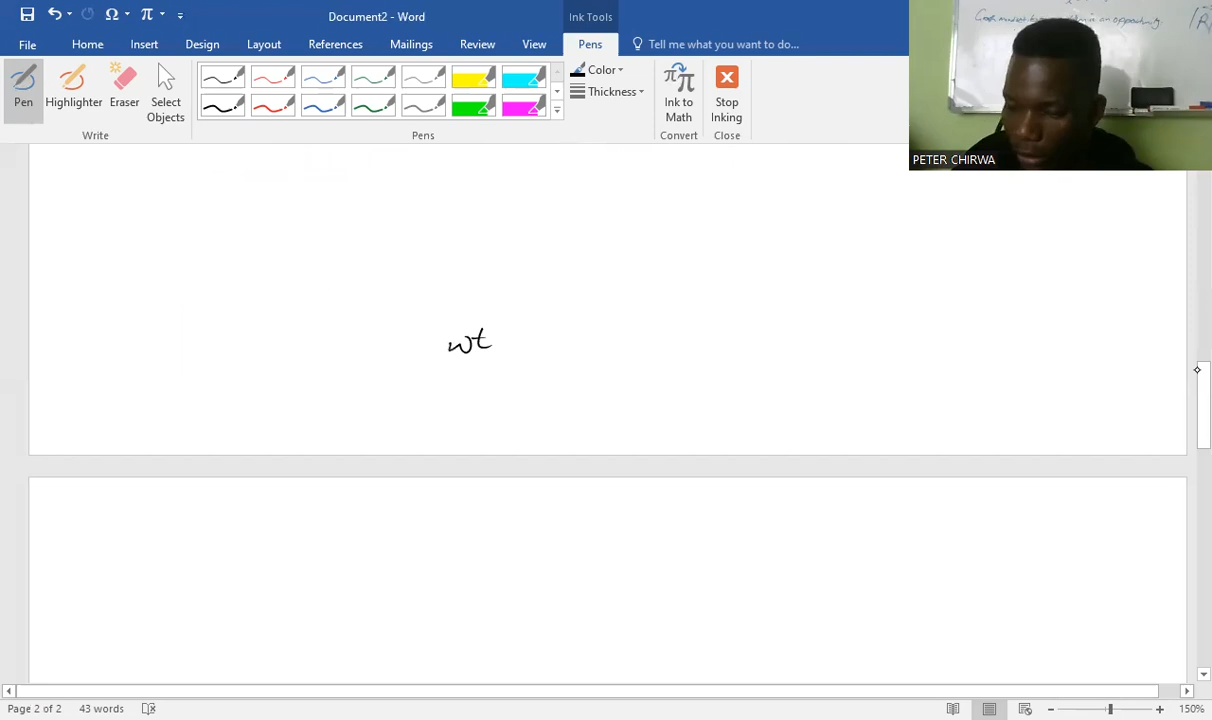 Document2 - Word
Ink Tools
File
Home
Insert
Design
Layout
References
Mailings
Review
View
Pens
Tell me what you want to do...
Pen
Highlighter
Eraser
Select Objects
Color
Thickness
Ink to Math
Stop Inking
Write
Pens
Convert
Close
an opportunity
PETER CHIRWA
wt
Page 2 of 2
43 words
150%